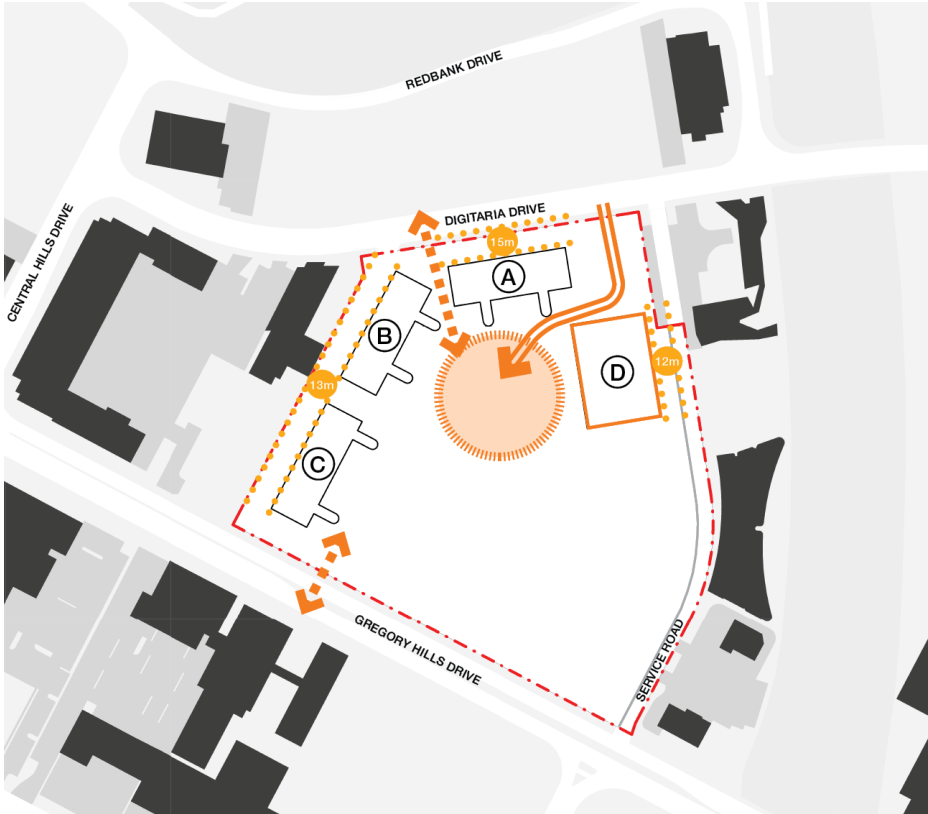 REDBANK DRIVE
DIGITARIA DRIVE
CENTRAL HILLS DRIVE
15m
A
B
D
12m
13m
C
GREGORY HILLS DRIVE
SERVICE ROAD